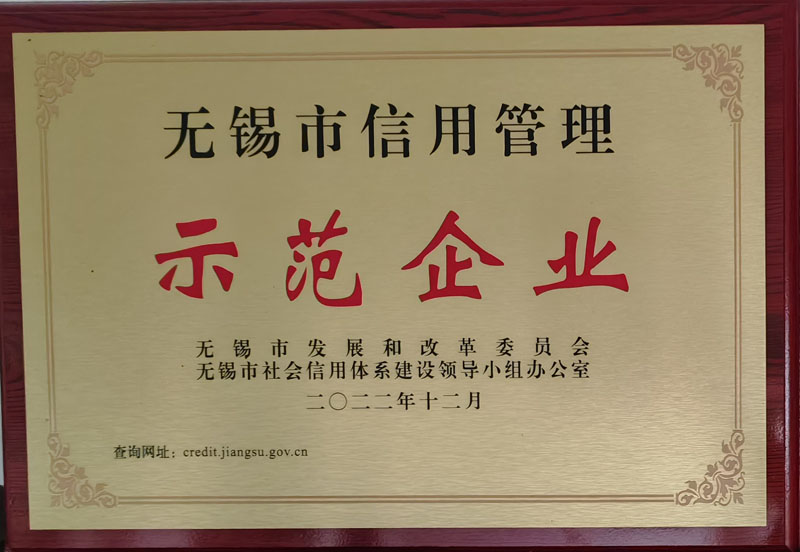 无锡市信用管理
示范企业
无锡市发展和改革委员会
无锡市社会信用体系建设领导小组办公室
二〇二二年十二月
查询网址：credit.jiangsu.gov.cn